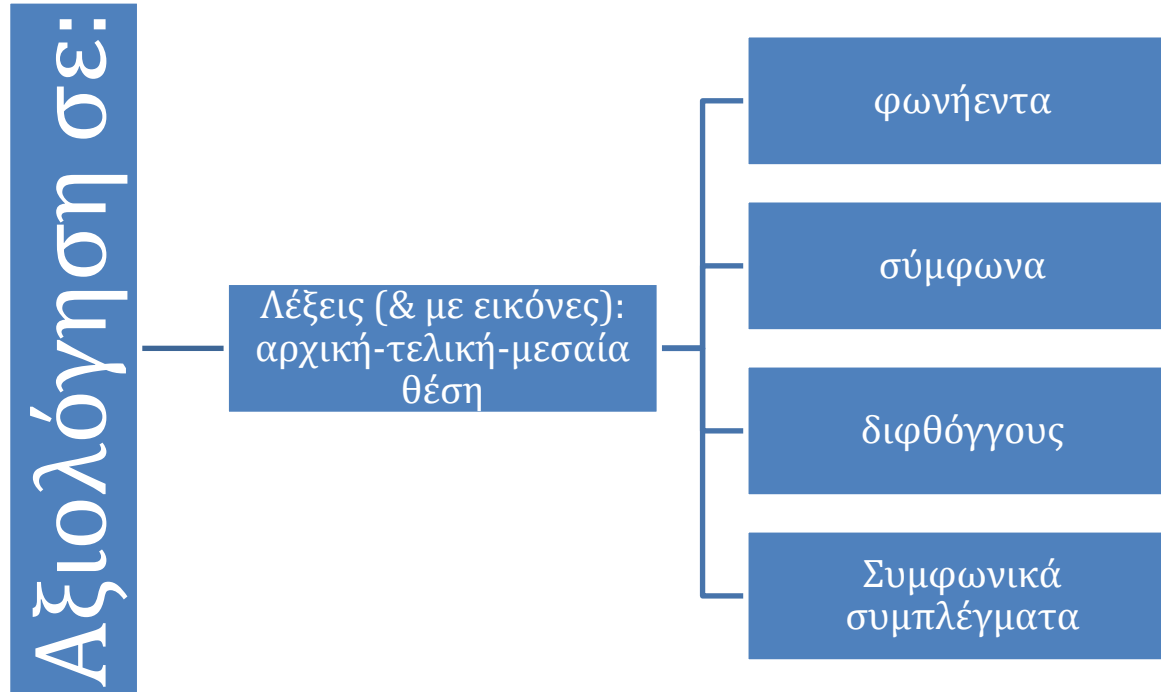 Αξιολόγηση σε:
Λέξεις (& με εικόνες):
αρχική-τελική-μεσαία
θέση
φωνήεντα
σύμφωνα
διφθόγγους
Συμφωνικά
συμπλέγματα